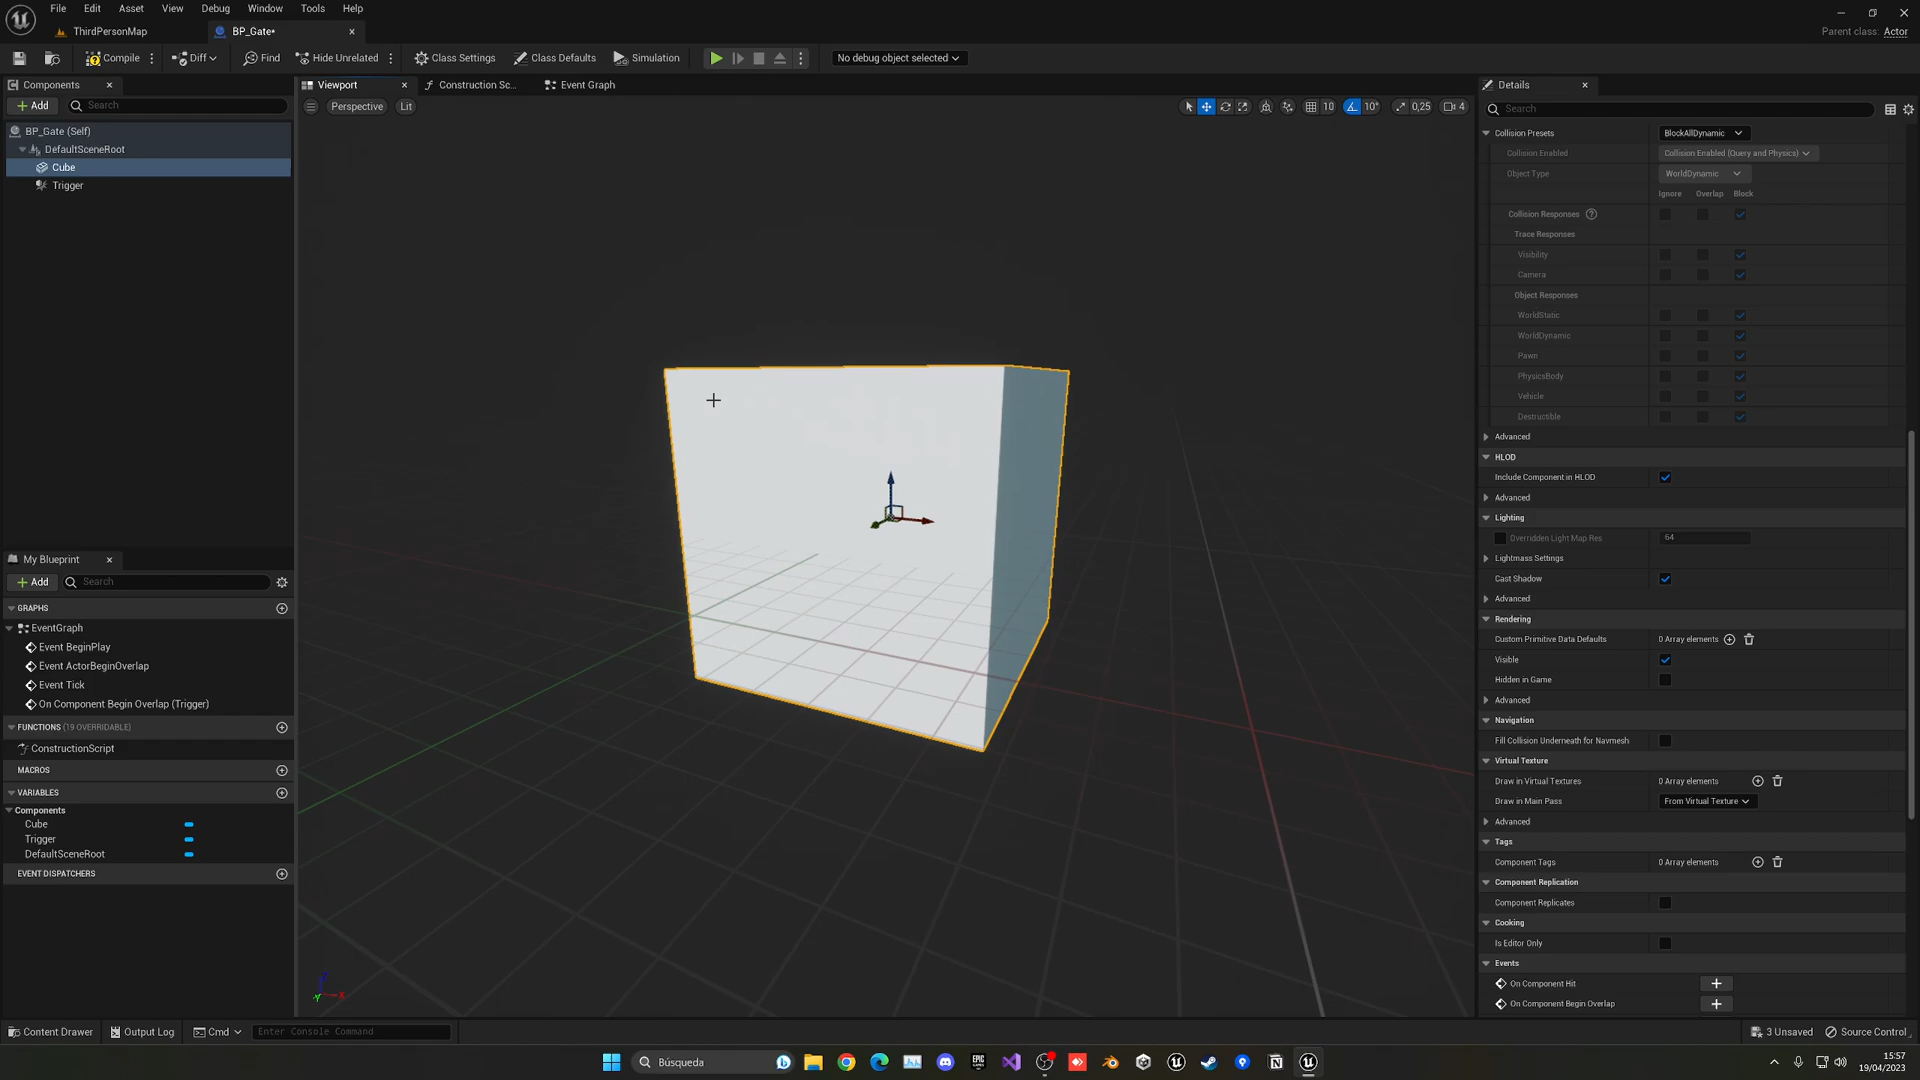 File Edit Asset View Debug Window Tools Help
ThirdPersonMap BP_Gate*
Parent class: Actor
Compile Diff Find Hide Unrelated Class Settings Class Defaults Simulation No debug object selected
Components
Add Search
BP_Gate (Self)
DefaultSceneRoot
Cube
Trigger
Viewport Construction Sc... Event Graph
Perspective Lit
10 10° 0,25 4
My Blueprint
Add Search
GRAPHS
EventGraph
Event BeginPlay
Event ActorBeginOverlap
Event Tick
On Component Begin Overlap (Trigger)
FUNCTIONS (19 OVERRIDABLE)
ConstructionScript
MACROS
VARIABLES
Components
Cube
Trigger
DefaultSceneRoot
EVENT DISPATCHERS
Z X Y
Details
Search
Collision Presets BlockAllDynamic
Collision Enabled Collision Enabled (Query and Physics)
Object Type WorldDynamic
Ignore Overlap Block
Collision Responses
Trace Responses
Visibility
Camera
Object Responses
WorldStatic
WorldDynamic
Pawn
PhysicsBody
Vehicle
Destructible
Advanced
HLOD
Include Component in HLOD
Advanced
Lighting
Overridden Light Map Res 64
Lightmass Settings
Cast Shadow
Advanced
Rendering
Custom Primitive Data Defaults 0 Array elements
Visible
Hidden in Game
Advanced
Navigation
Fill Collision Underneath for Navmesh
Virtual Texture
Draw in Virtual Textures 0 Array elements
Draw in Main Pass From Virtual Texture
Advanced
Tags
Component Tags 0 Array elements
Component Replication
Component Replicates
Cooking
Is Editor Only
Events
On Component Hit
On Component Begin Overlap
Content Drawer Output Log Cmd Enter Console Command 3 Unsaved Source Control
Búsqueda
15:57
19/04/2023